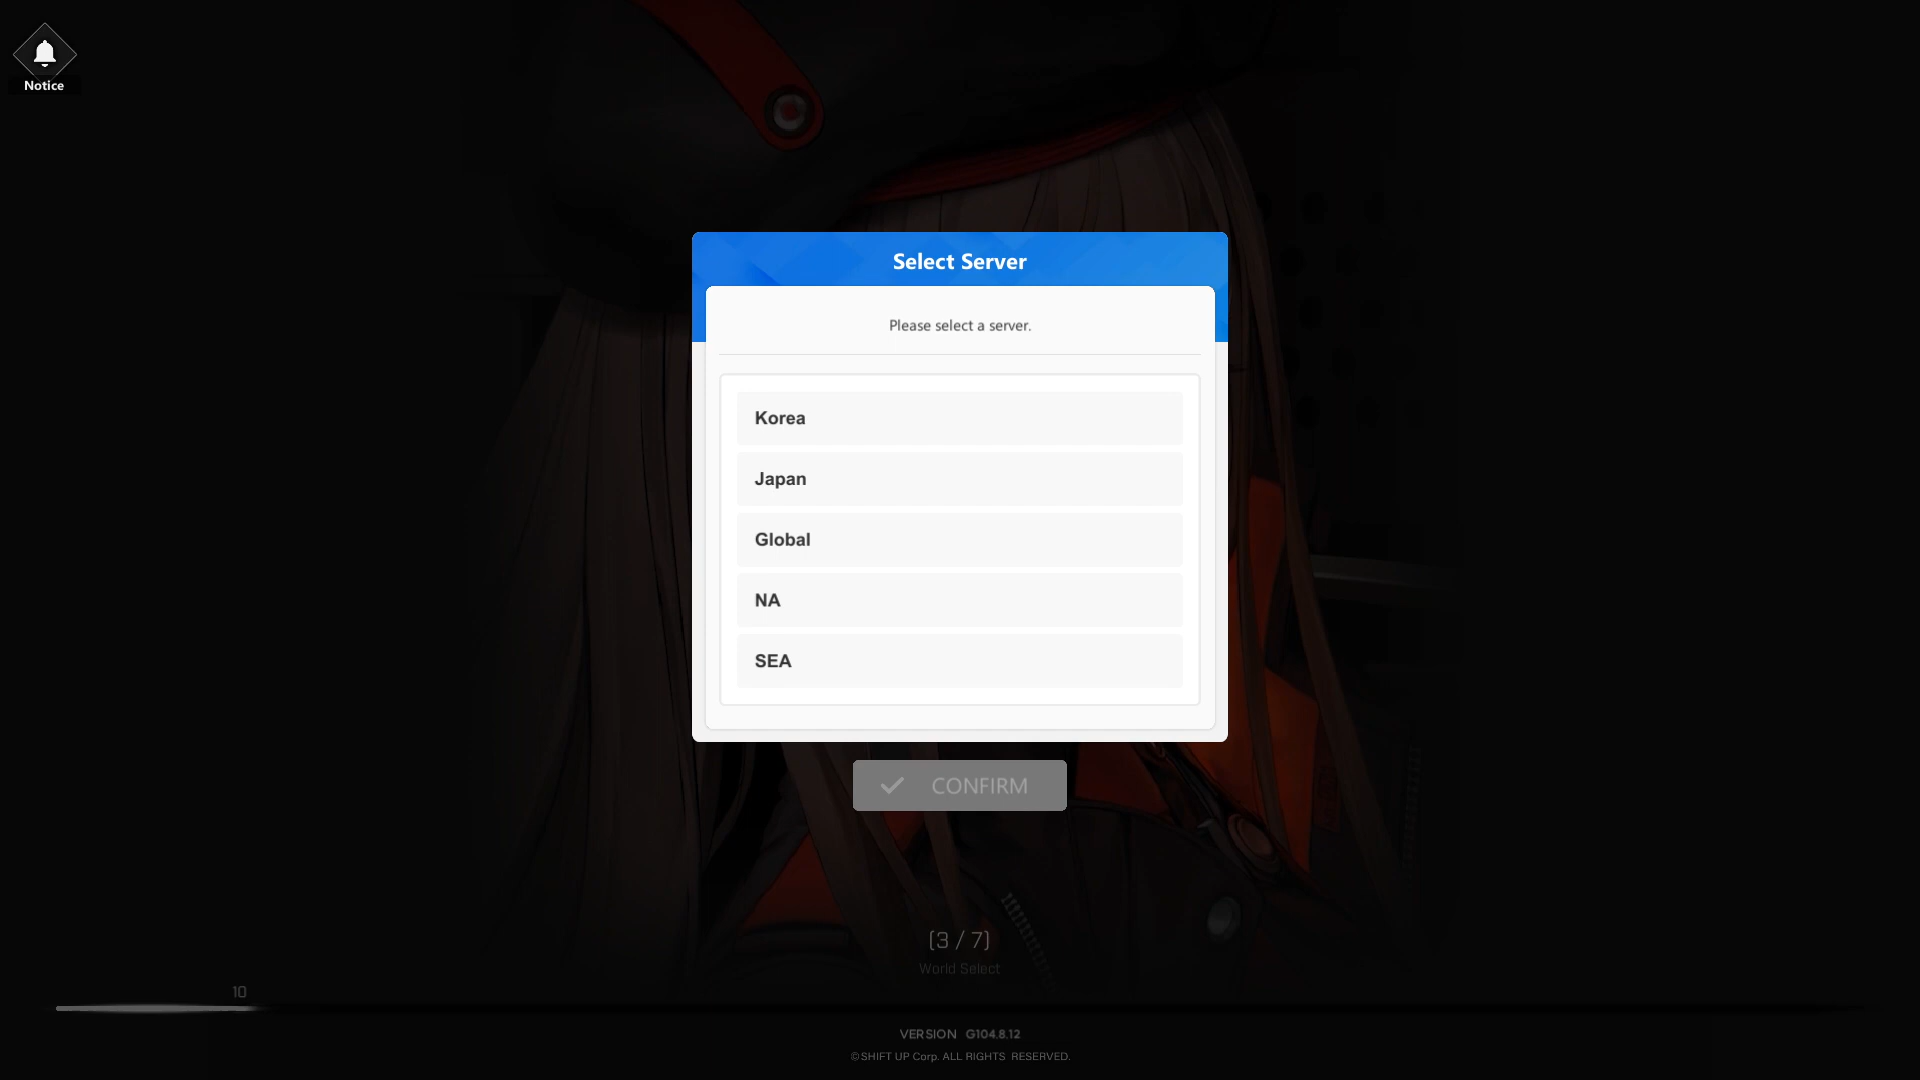 Notice
Select Server
Please select a server.
Korea
Japan
Global
NA
SEA
CONFIRM
(3 / 7)
World Select
10
VERSION G104.8.12
©SHIFT UP Corp. ALL RIGHTS RESERVED.